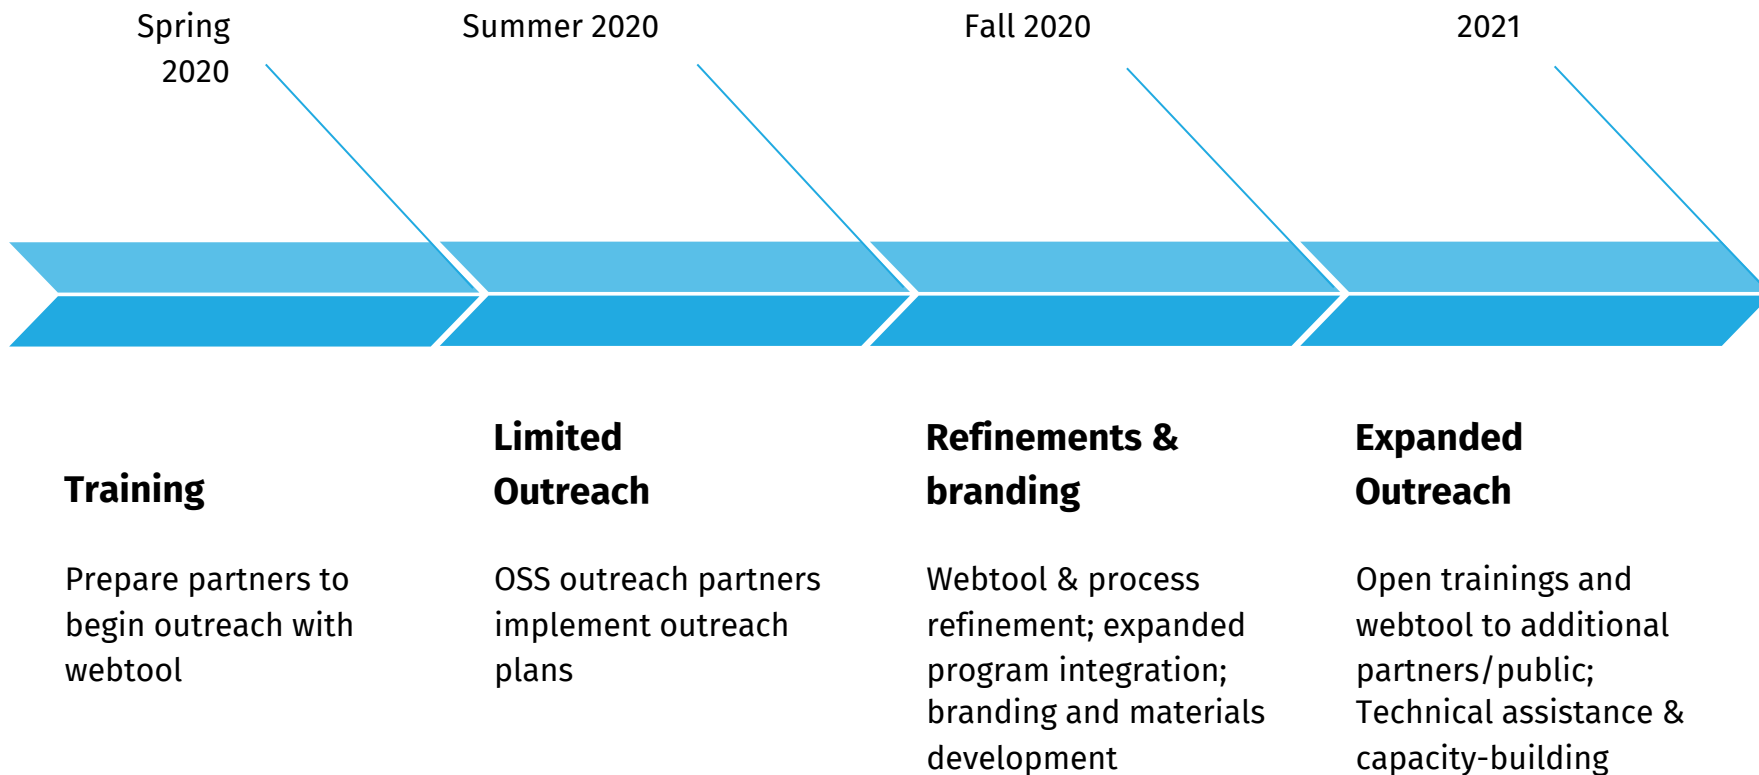 Spring
2020
Summer 2020
Fall 2020
2021
Training
Limited
Outreach
Refinements &
branding
Expanded
Outreach
Prepare partners to
begin outreach with
webtool
OSS outreach partners
implement outreach
plans
Webtool & process
refinement; expanded
program integration;
branding and materials
development
Open trainings and
webtool to additional
partners/public;
Technical assistance &
capacity-building